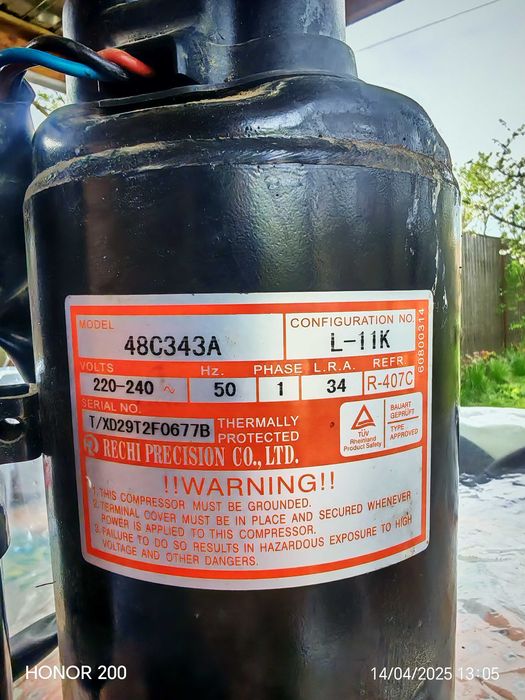 MODEL
48C343A
CONFIGURATION NO.
L-11K
VOLTS Hz. PHASE L.R.A. REFR.
220-240 ~ 50 1 34 R-407C
SERIAL NO.
T/XD29T2F0677B
THERMALLY
PROTECTED
RECHI PRECISION CO., LTD.
TÜV
Rheinland
Product Safety
BAUART
GEPRÜFT
TYPE
APPROVED
60800314
!!WARNING!!
1.THIS COMPRESSOR MUST BE GROUNDED.
2.TERMINAL COVER MUST BE IN PLACE AND SECURED WHENEVER
POWER IS APPLIED TO THIS COMPRESSOR.
3.FAILURE TO DO SO RESULTS IN HAZARDOUS EXPOSURE TO HIGH
VOLTAGE AND OTHER DANGERS.
HONOR 200
14/04/2025 13:05